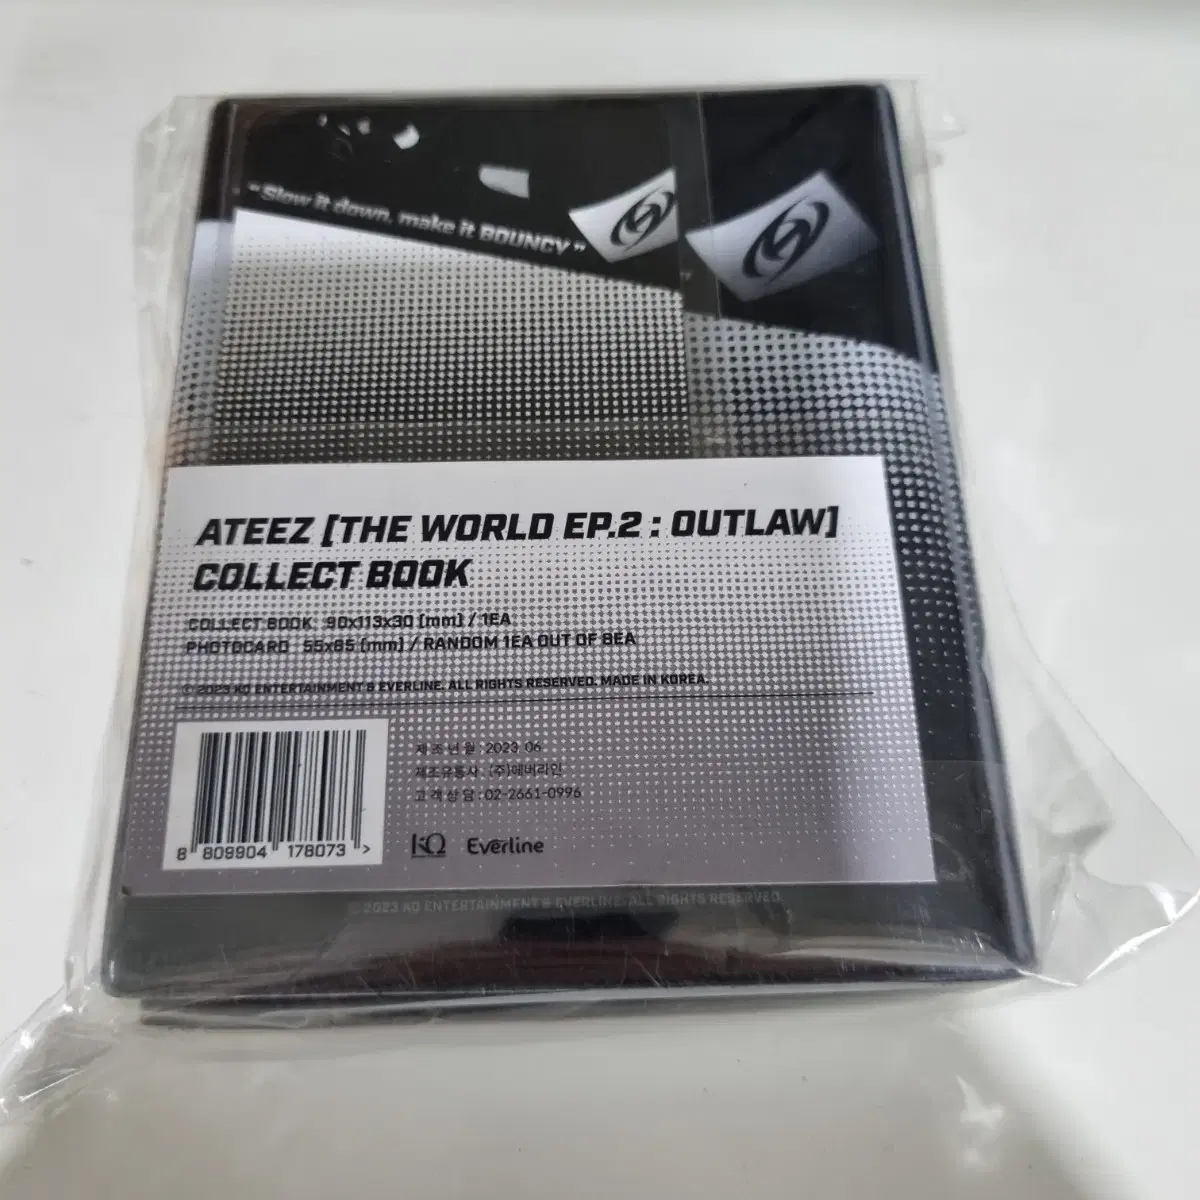 "Slow it down, make it BOUNCY"
ATEEZ [THE WORLD EP.2 : OUTLAW]
COLLECT BOOK
COLLECT BOOK 90x113x30 [mm] / 1EA
PHOTOCARD 55x85 [mm] / RANDOM 1EA OUT OF 8EA
© 2023 KQ ENTERTAINMENT & EVERLINE. ALL RIGHTS RESERVED. MADE IN KOREA.
제조년월 : 2023. 06
제조유통사 : (주)에버라인
고객상담 : 02-2661-0996
8 809904 178073 >
KQ Everline
© 2023 KQ ENTERTAINMENT & EVERLINE. ALL RIGHTS RESERVED.